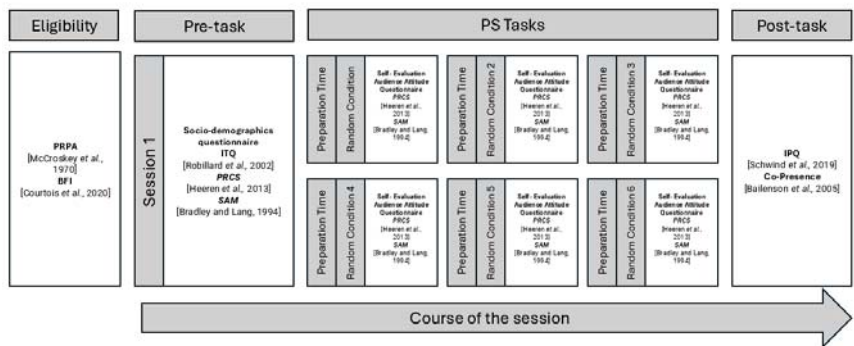 Eligibility
Pre-task
PS Tasks
Post-task
PRPA
[McCroskey et al.,
1970]
BFI
[Courtois et al., 2020]
Session 1
Socio-demographics
questionnaire
ITQ
[Robillard et al., 2002]
PRCS
[Heeren et al., 2013]
SAM
[Bradley and Lang, 1994]
Preparation Time
Random Condition
Self- Evaluation
Audience Attitude
Questionnaire
PRCS
[Heeren et al.,
2013]
SAM
[Bradley and Lang,
1994]
Preparation Time
Random Condition 2
Self- Evaluation
Audience Attitude
Questionnaire
PRCS
[Heeren et al.,
2013]
SAM
[Bradley and Lang,
1994]
Preparation Time
Random Condition 3
Self- Evaluation
Audience Attitude
Questionnaire
PRCS
[Heeren et al.,
2013]
SAM
[Bradley and Lang,
1994]
Preparation Time
Random Condition 4
Self- Evaluation
Audience Attitude
Questionnaire
PRCS
[Heeren et al.,
2013]
SAM
[Bradley and Lang,
1994]
Preparation Time
Random Condition 5
Self- Evaluation
Audience Attitude
Questionnaire
PRCS
[Heeren et al.,
2013]
SAM
[Bradley and Lang,
1994]
Preparation Time
Random Condition 6
Self- Evaluation
Audience Attitude
Questionnaire
PRCS
[Heeren et al.,
2013]
SAM
[Bradley and Lang,
1994]
IPQ
[Schwind et al., 2019]
Co-Presence
[Bailenson et al., 2005]
Course of the session